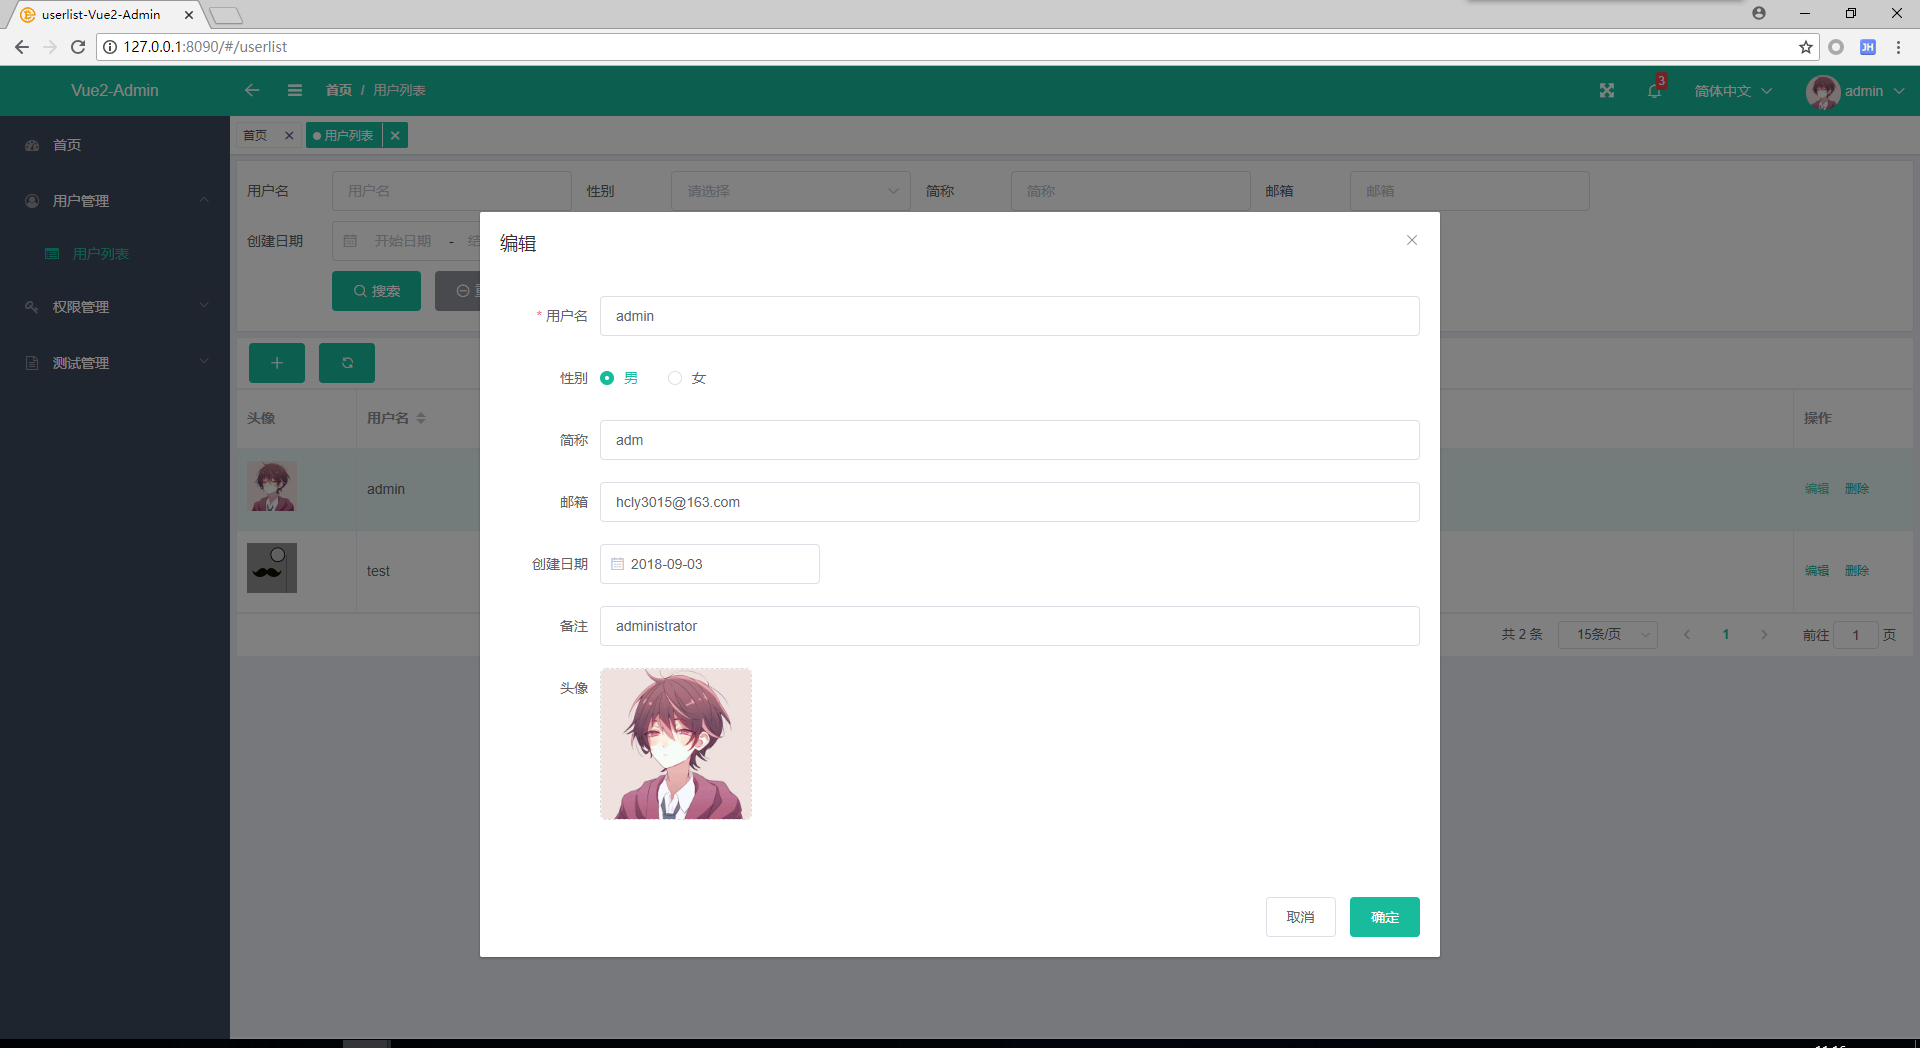 userlist-Vue2-Admin
127.0.0.1:8090/#/userlist
JH
Vue2-Admin
首页 / 用户列表
3
简体中文
admin
首页
用户列表
首页
用户管理
用户列表
权限管理
测试管理
用户名 用户名 性别 请选择 简称 简称 邮箱 邮箱
创建日期 开始日期 -
搜索
头像 用户名 操作
admin 编辑 删除
test 编辑 删除
共 2 条 15条/页 1 前往 1 页
编辑
* 用户名 admin
性别 男 女
简称 adm
邮箱 hcly3015@163.com
创建日期 2018-09-03
备注 administrator
头像
取消 确定